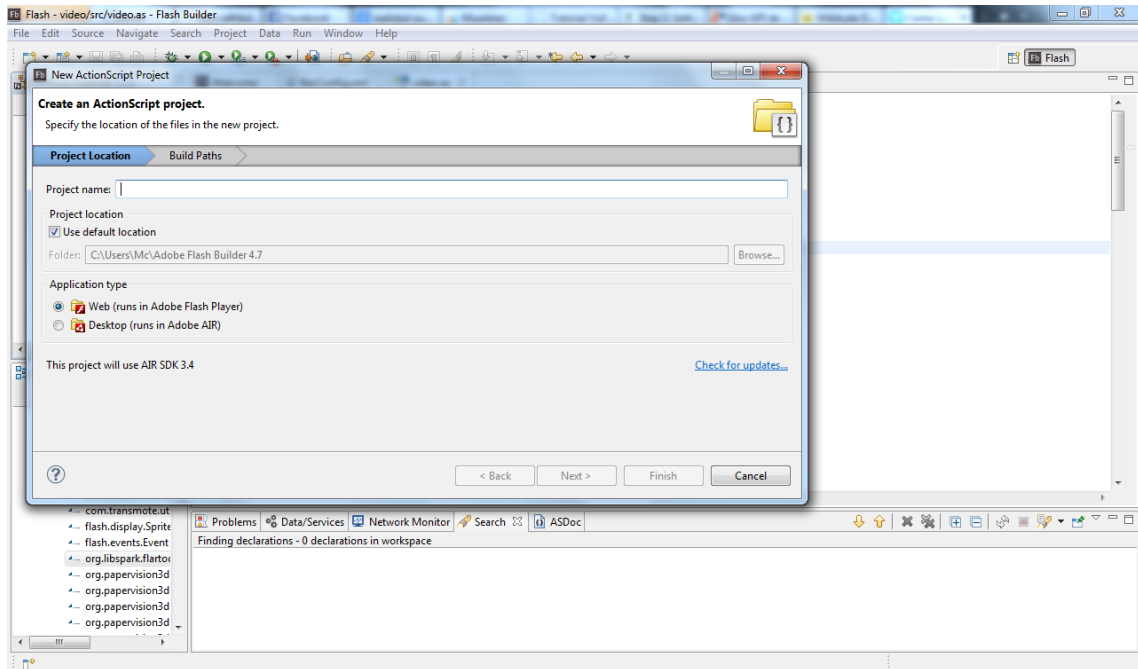 Flash - video/src/video.as - Flash Builder
File Edit Source Navigate Search Project Data Run Window Help
Flash
New ActionScript Project
Create an ActionScript project.
Specify the location of the files in the new project.
Project Location Build Paths
Project name:
Project location
Use default location
Folder: C:\Users\Mc\Adobe Flash Builder 4.7 Browse...
Application type
Web (runs in Adobe Flash Player)
Desktop (runs in Adobe AIR)
This project will use AIR SDK 3.4 Check for updates...
< Back Next > Finish Cancel
com.transmote.ut
flash.display.Sprite
flash.events.Event
org.libspark.flartoo
org.papervision3d
org.papervision3d
org.papervision3d
org.papervision3d
Problems Data/Services Network Monitor Search ASDoc
Finding declarations - 0 declarations in workspace